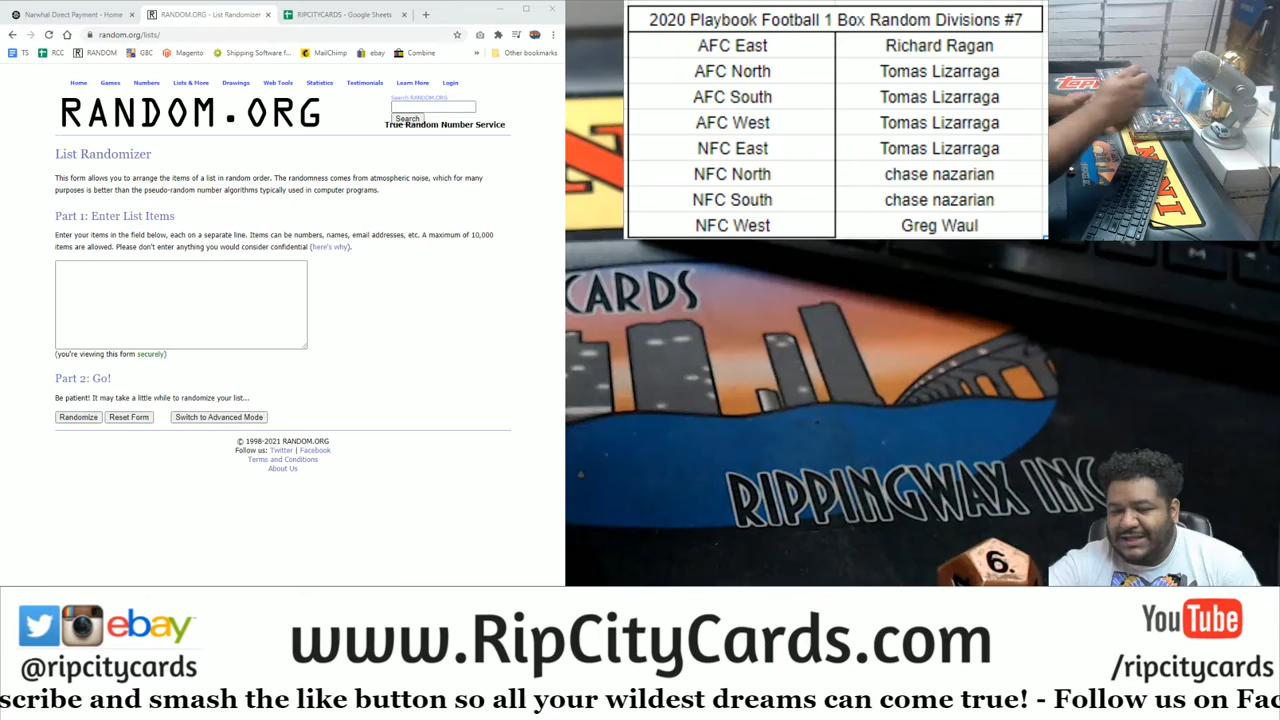 Narwhal Direct Payment - Home
RANDOM.ORG - List Randomizer
RIPCITYCARDS - Google Sheets
random.org/lists/
TS RCC RANDOM GBC Magento Shipping Software f... MailChimp ebay Combine » Other bookmarks
Home Games Numbers Lists & More Drawings Web Tools Statistics Testimonials Learn More Login
RANDOM.ORG
Search RANDOM.ORG
Search
True Random Number Service
List Randomizer
This form allows you to arrange the items of a list in random order. The randomness comes from atmospheric noise, which for many
purposes is better than the pseudo-random number algorithms typically used in computer programs.
Part 1: Enter List Items
Enter your items in the field below, each on a separate line. Items can be numbers, names, email addresses, etc. A maximum of 10,000
items are allowed. Please don't enter anything you would consider confidential (here's why).
(you're viewing this form securely)
Part 2: Go!
Be patient! It may take a little while to randomize your list...
Randomize Reset Form Switch to Advanced Mode
© 1998-2021 RANDOM.ORG
Follow us: Twitter | Facebook
Terms and Conditions
About Us
2020 Playbook Football 1 Box Random Divisions #7
AFC East Richard Ragan
AFC North Tomas Lizarraga
AFC South Tomas Lizarraga
AFC West Tomas Lizarraga
NFC East Tomas Lizarraga
NFC North chase nazarian
NFC South chase nazarian
NFC West Greg Waul
CARDS
RIPPINGWAX INC
6.
ebay
@ripcitycards
www.RipCityCards.com
YouTube
/ripcitycards
scribe and smash the like button so all your wildest dreams can come true! - Follow us on Fac